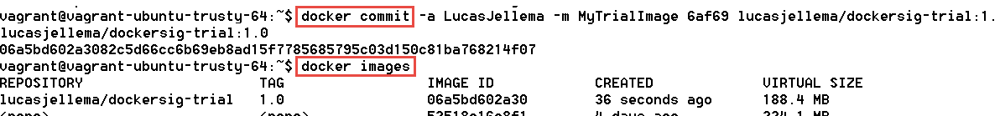 vagrant@vagrant-ubuntu-trusty-64:~$ docker commit -a LucasJellema -m MyTrialImage 6af69 lucasjellema/dockersig-trial:1.
lucasjellema/dockersig-trial:1.0
06a5bd602a3082c5d66cc6b69eb8ad15f7785685795c03d150c81ba768214f07
vagrant@vagrant-ubuntu-trusty-64:~$ docker images
REPOSITORY TAG IMAGE ID CREATED VIRTUAL SIZE
lucasjellema/dockersig-trial 1.0 06a5bd602a30 36 seconds ago 188.4 MB